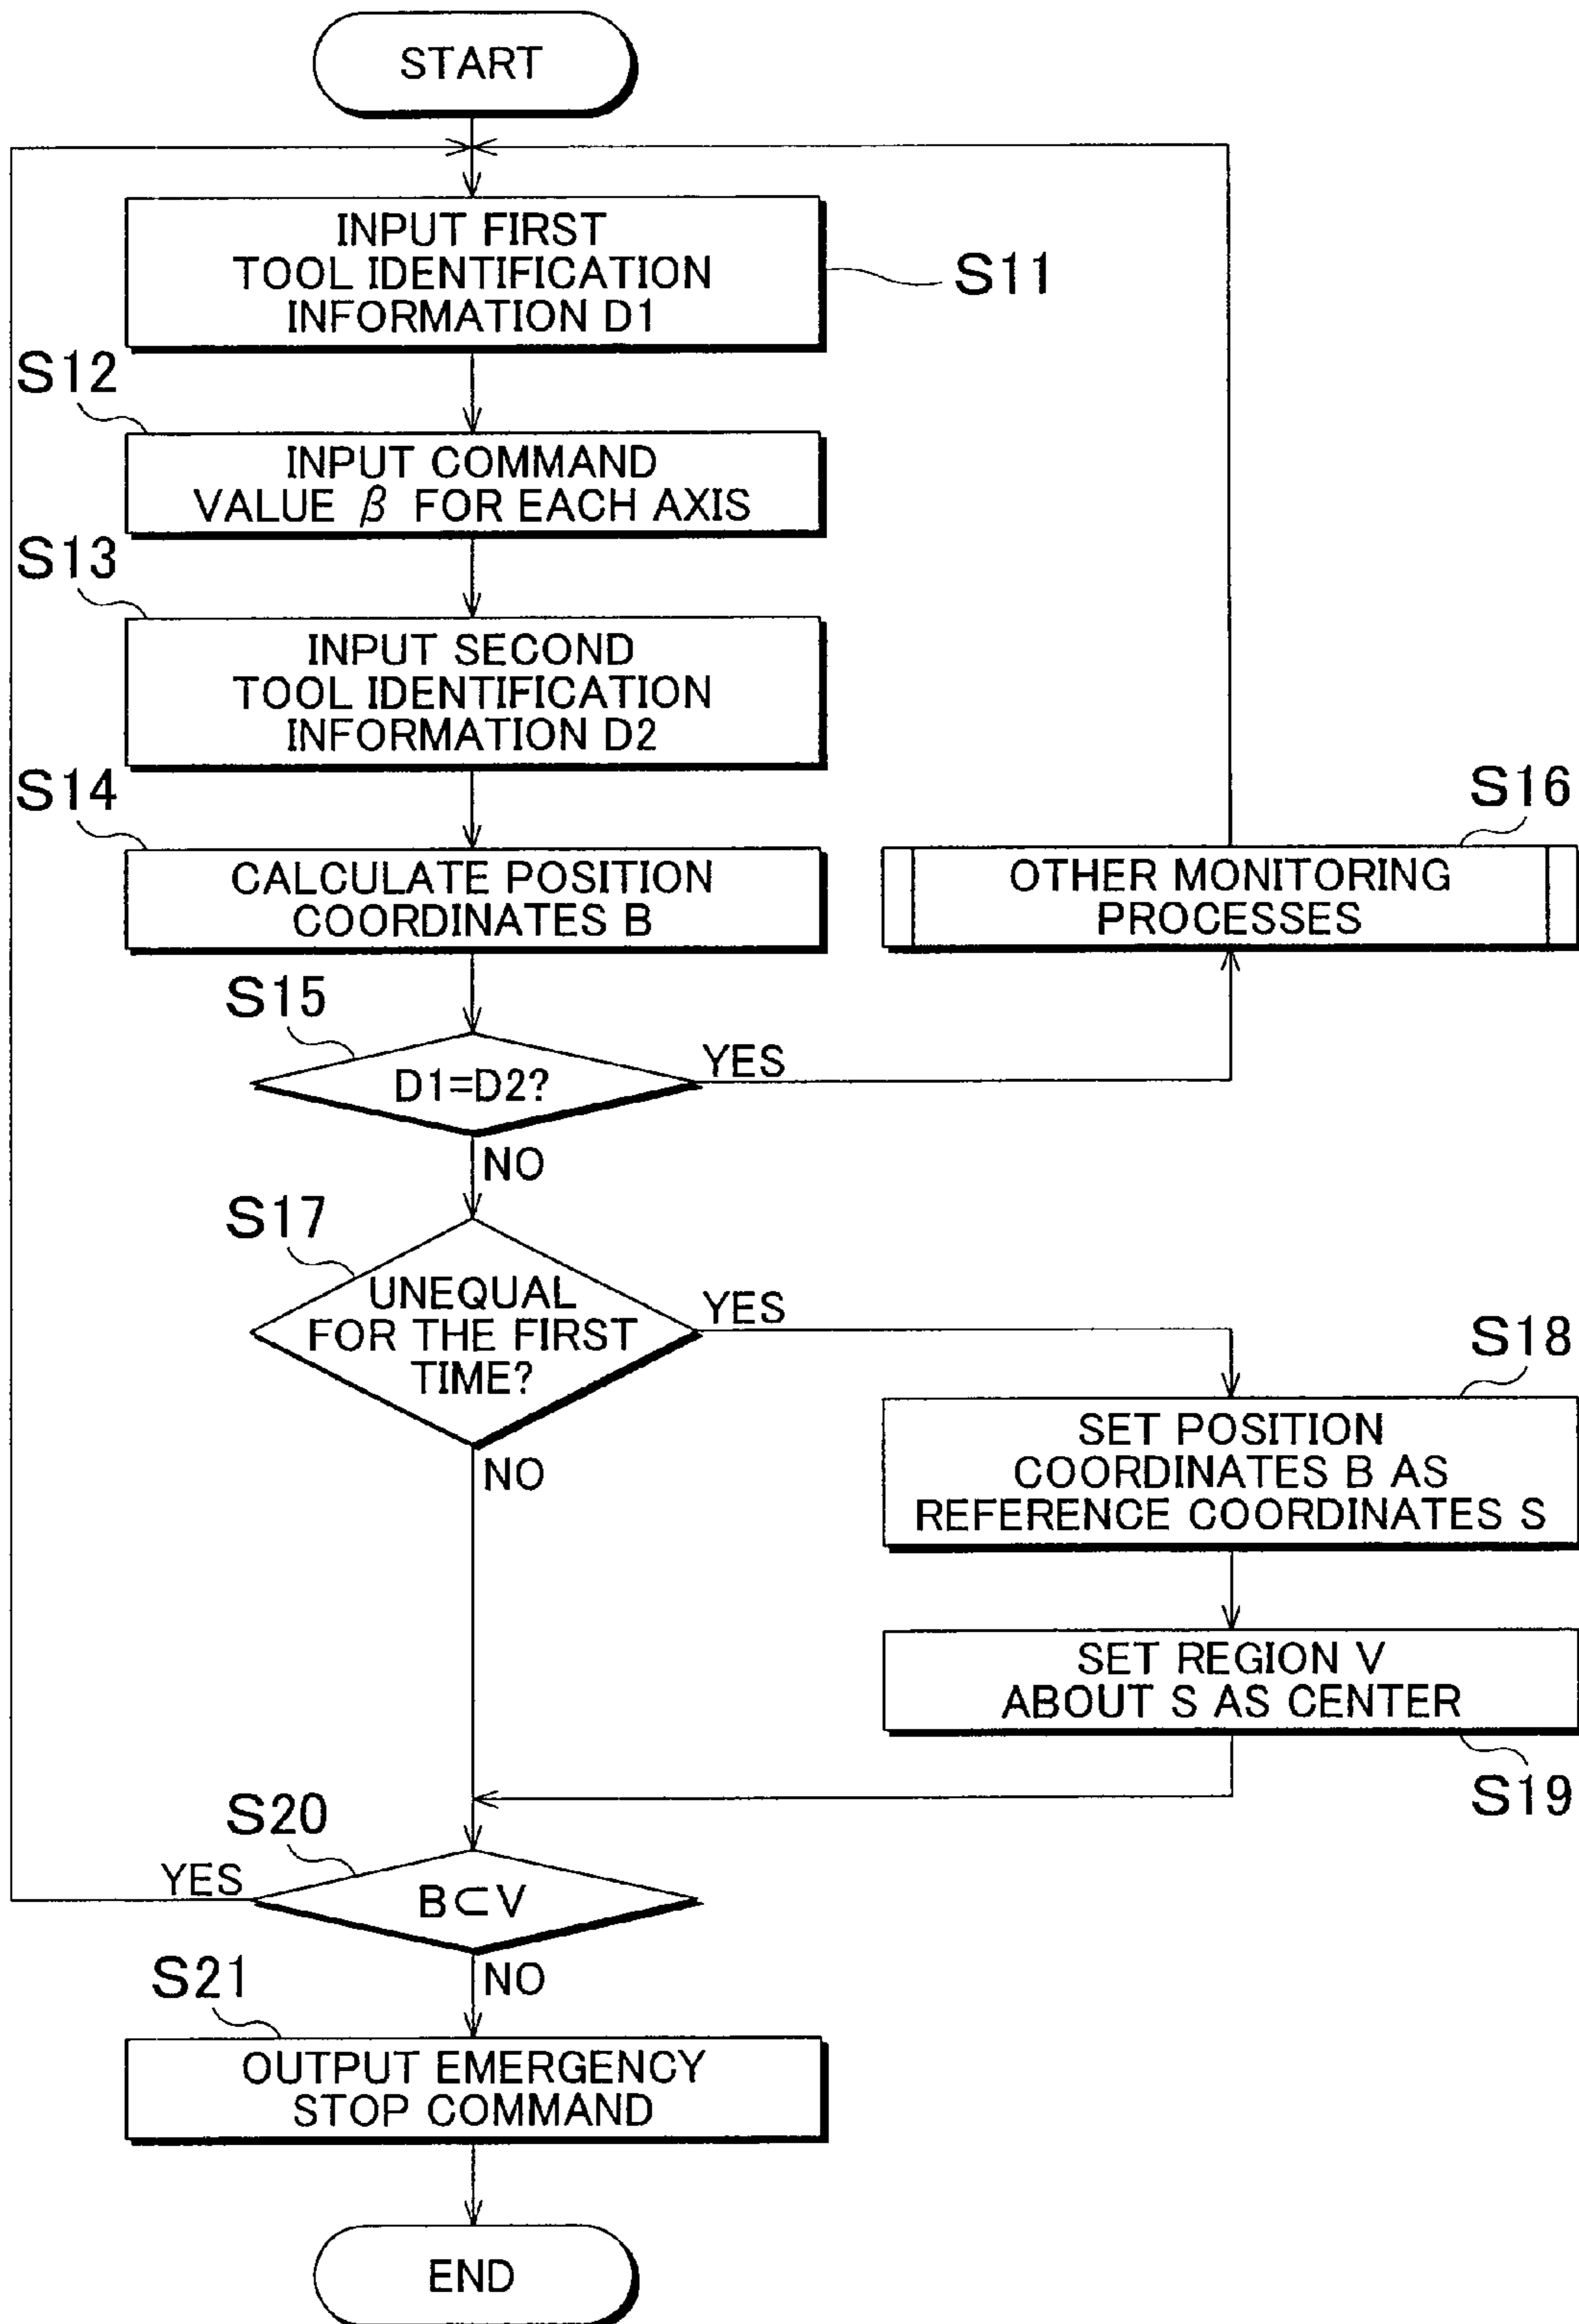 START
INPUT FIRST
TOOL IDENTIFICATION
INFORMATION D1
S11
S12
INPUT COMMAND
VALUE β FOR EACH AXIS
S13
INPUT SECOND
TOOL IDENTIFICATION
INFORMATION D2
S14
CALCULATE POSITION
COORDINATES B
S16
OTHER MONITORING
PROCESSES
S15
D1=D2?
YES
NO
S17
UNEQUAL
FOR THE FIRST
TIME?
YES
NO
S18
SET POSITION
COORDINATES B AS
REFERENCE COORDINATES S
SET REGION V
ABOUT S AS CENTER
S19
S20
YES
B⊂V
NO
S21
OUTPUT EMERGENCY
STOP COMMAND
END